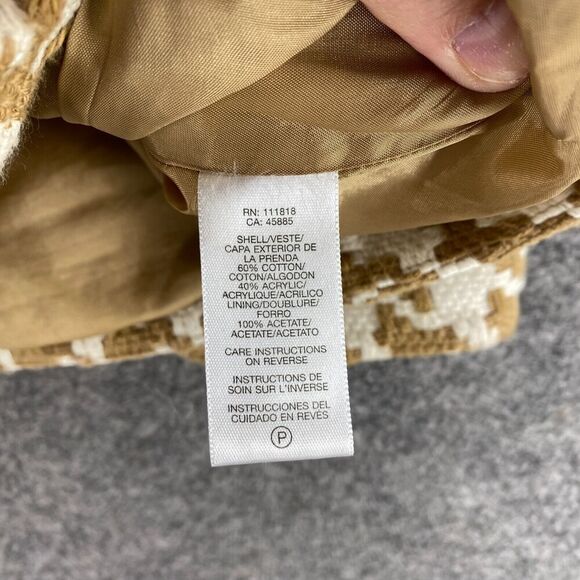 RN: 111818
CA: 45885
SHELL/VESTE/
CAPA EXTERIOR DE
LA PRENDA
60% COTTON/
COTON/ALGODON
40% ACRYLIC/
ACRYLIQUE/ACRILICO
LINING/DOUBLURE/
FORRO
100% ACETATE/
ACETATE/ACETATO
CARE INSTRUCTIONS
ON REVERSE
INSTRUCTIONS DE
SOIN SUR L'INVERSE
INSTRUCCIONES DEL
CUIDADO EN REVES
P